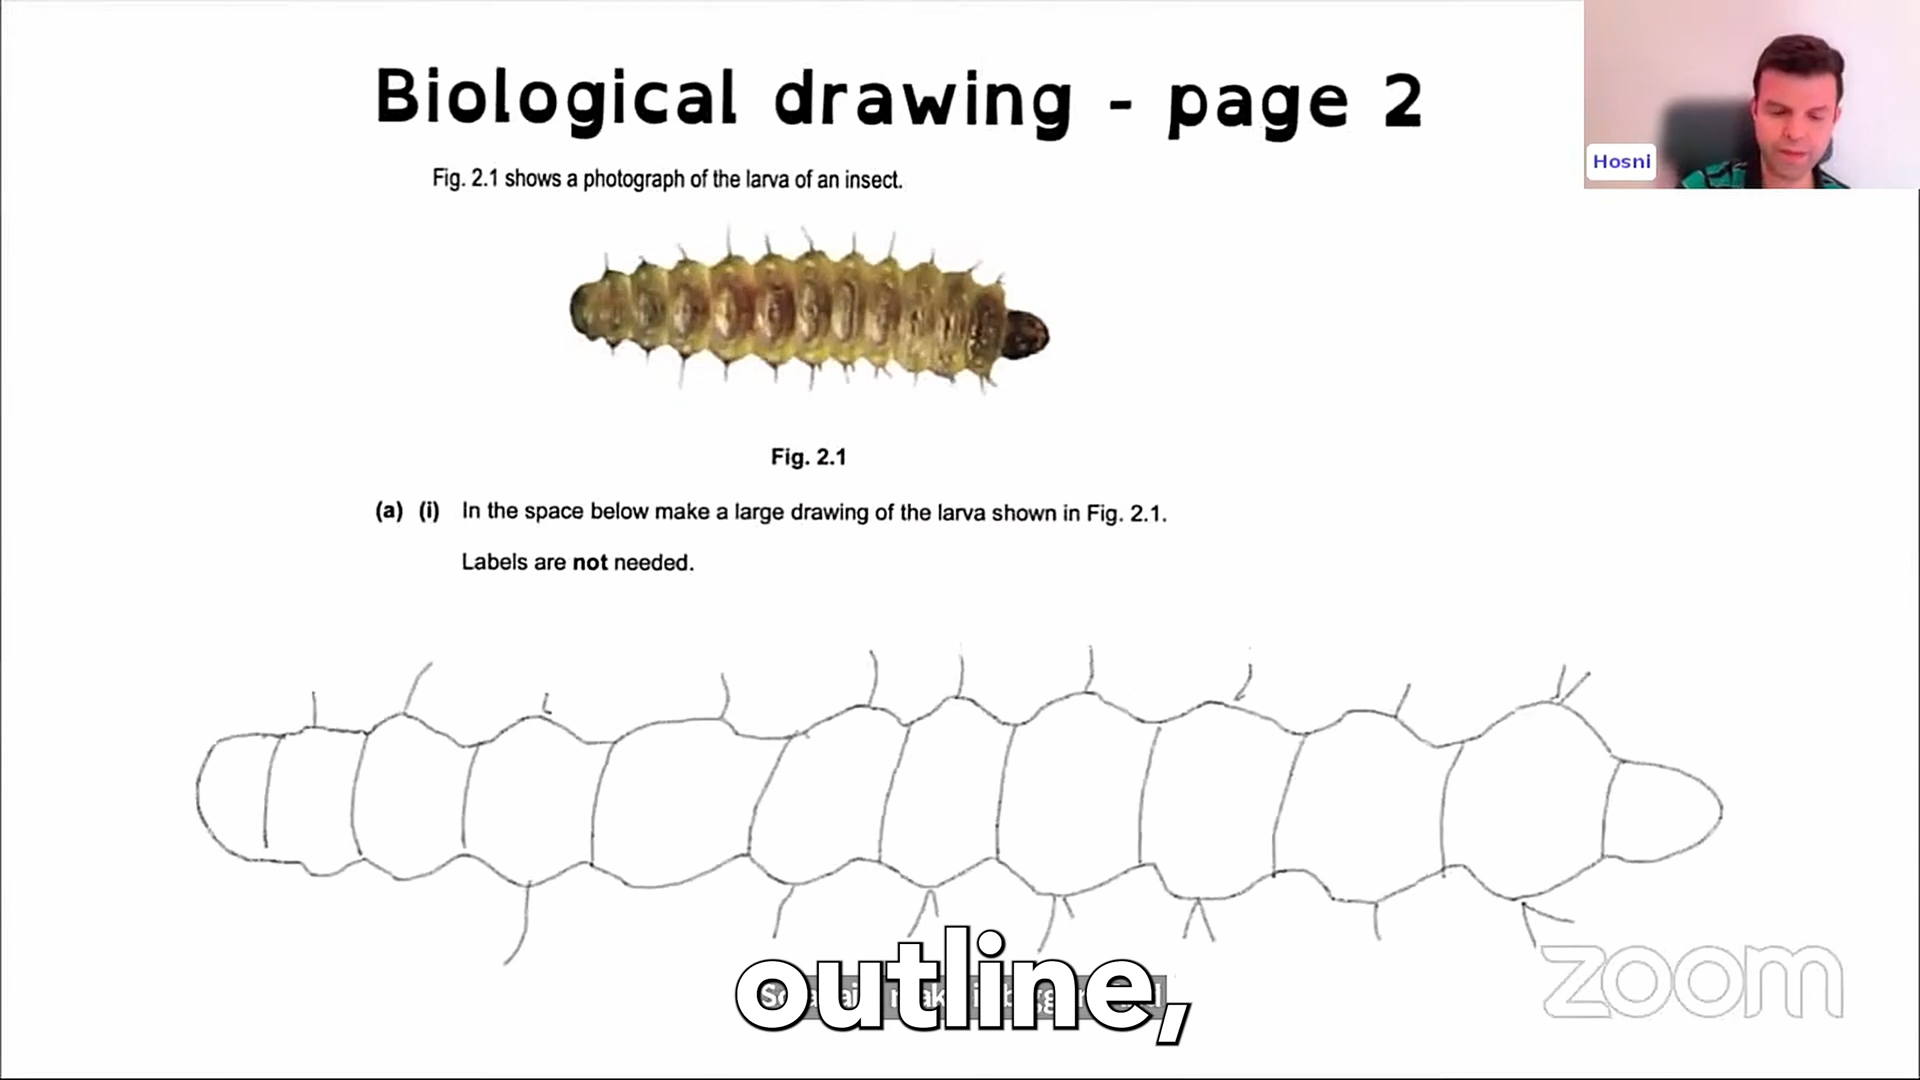 Biological drawing - page 2
Hosni
Fig. 2.1 shows a photograph of the larva of an insect.
Fig. 2.1
(a) (i) In the space below make a large drawing of the larva shown in Fig. 2.1.
Labels are not needed.
outline,
zoom